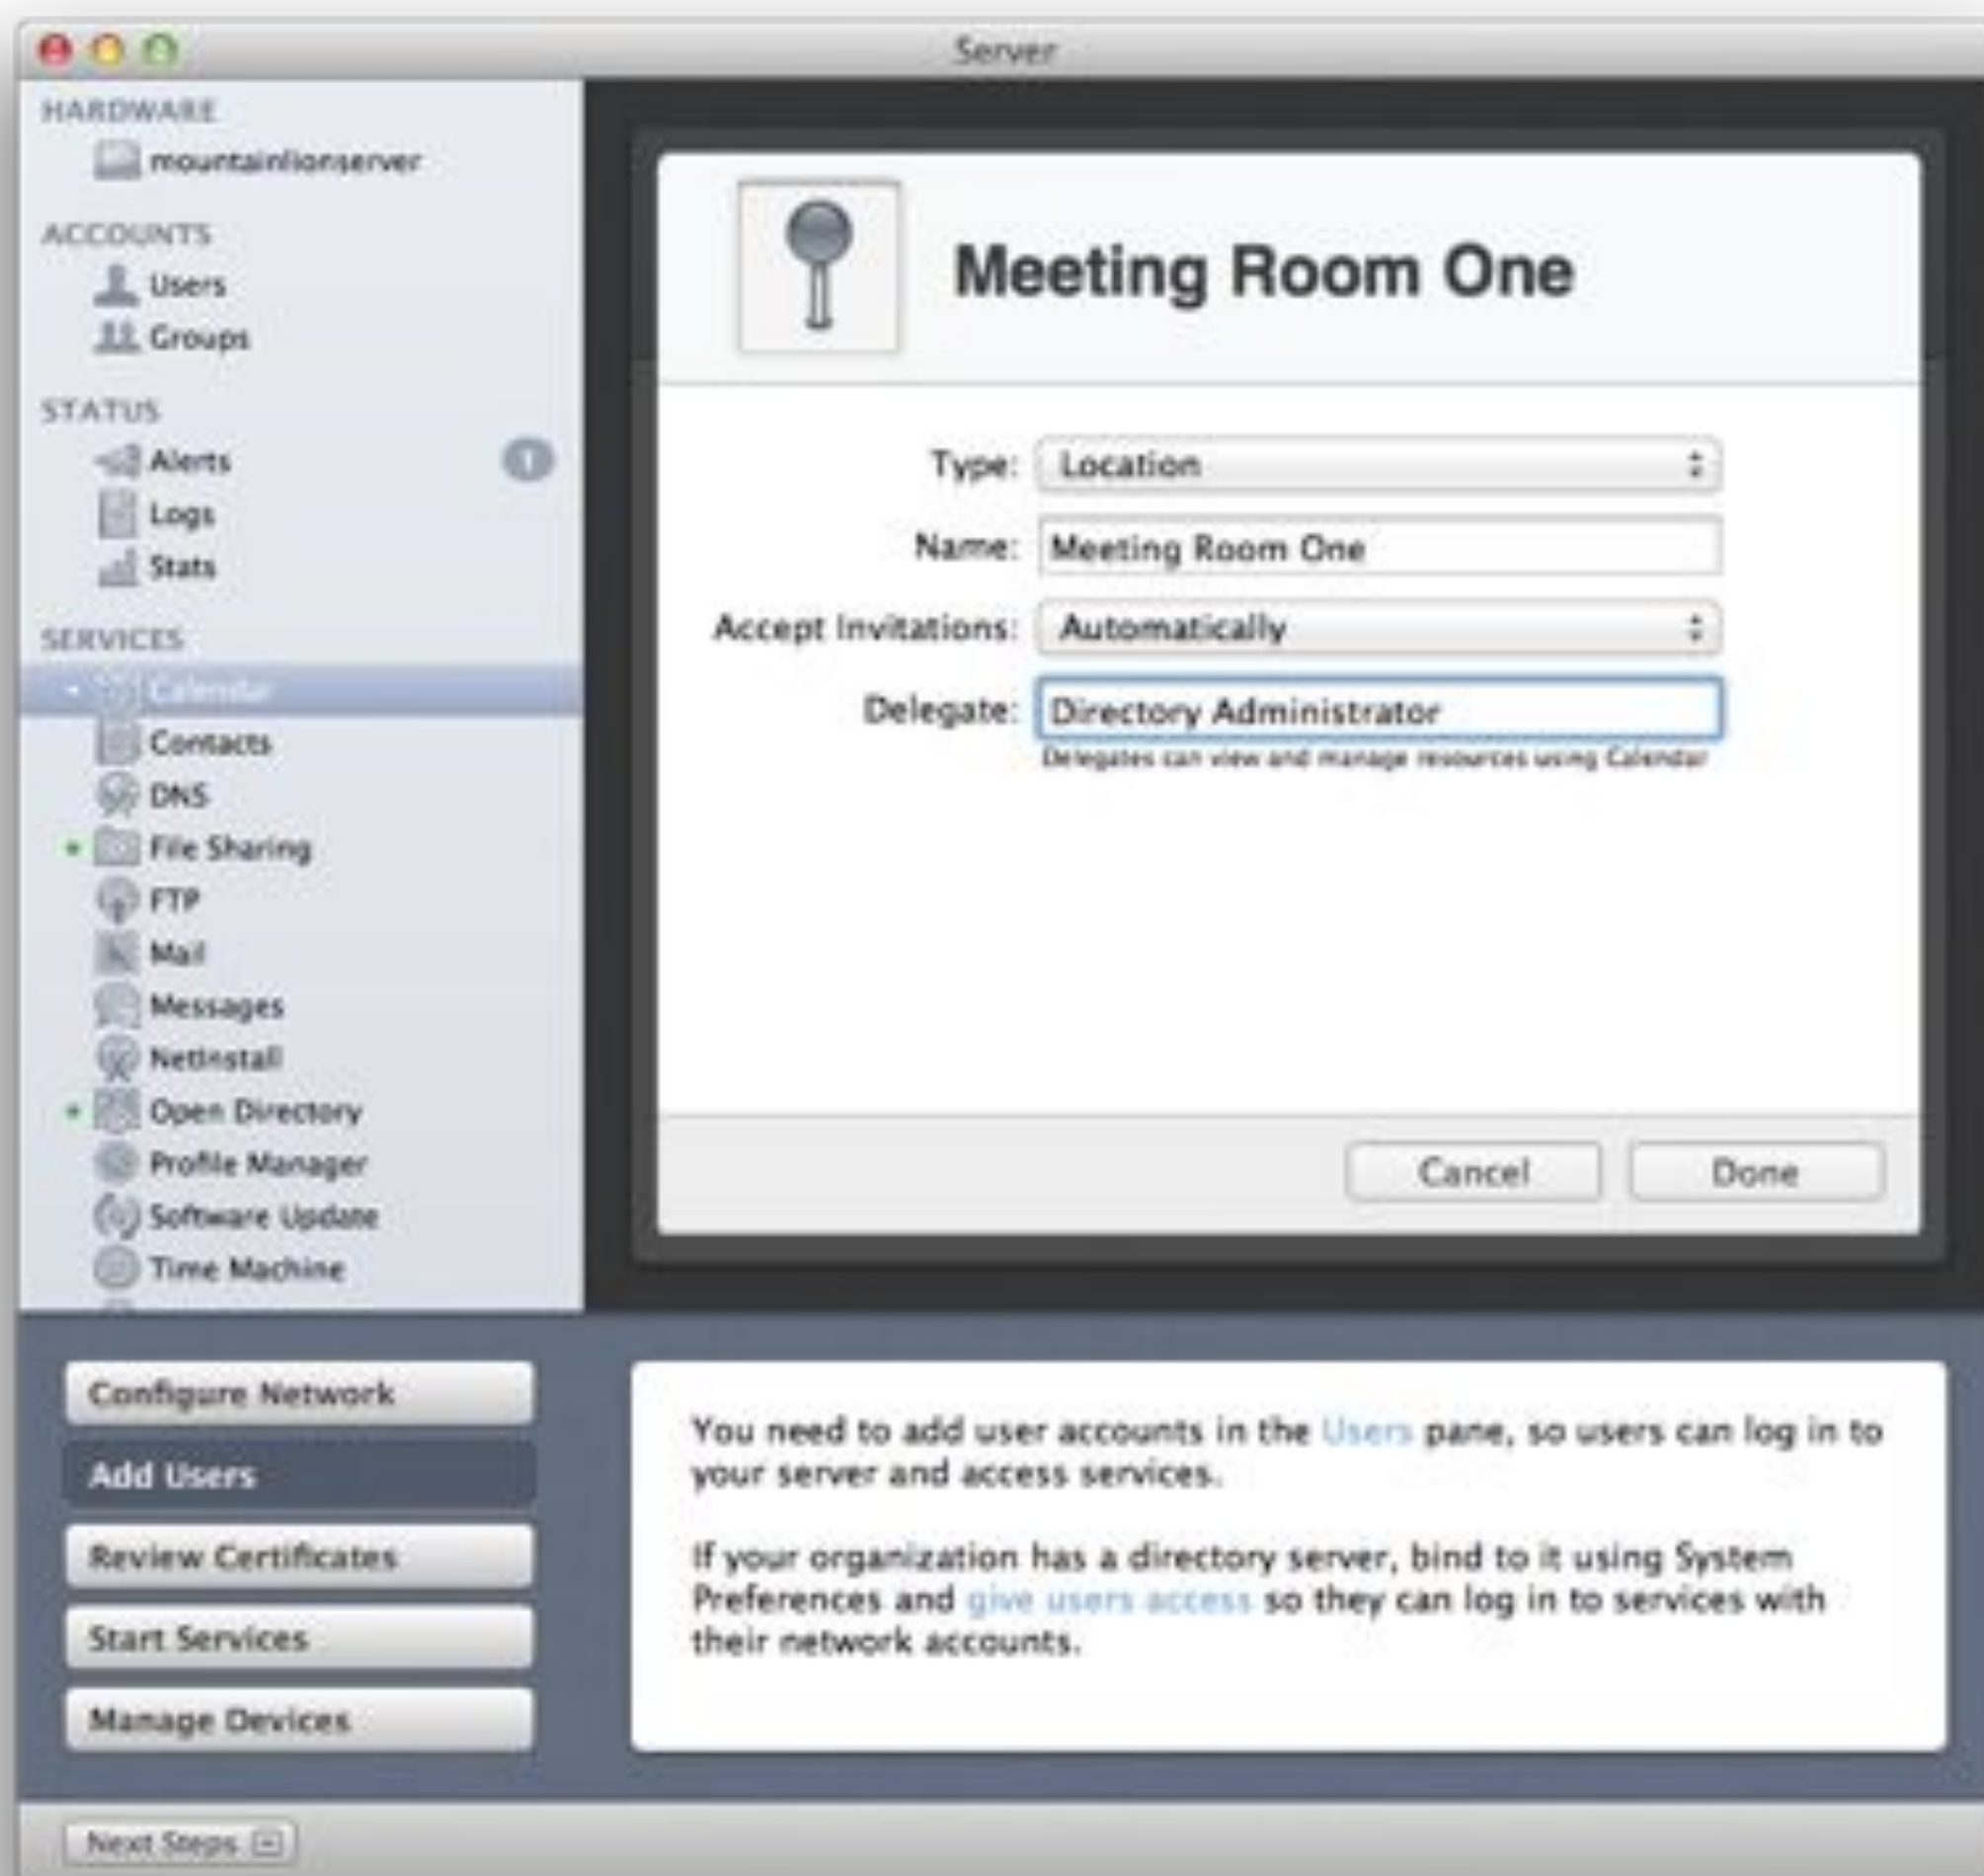 Server
HARDWARE
mountainlionserver
ACCOUNTS
Users
Groups
STATUS
Alerts 1
Logs
Stats
SERVICES
Calendar
Contacts
DNS
File Sharing
FTP
Mail
Messages
NetInstall
Open Directory
Profile Manager
Software Update
Time Machine
Meeting Room One
Type: Location
Name: Meeting Room One
Accept Invitations: Automatically
Delegate: Directory Administrator
Delegates can view and manage resources using Calendar
Cancel Done
Configure Network
Add Users
Review Certificates
Start Services
Manage Devices
You need to add user accounts in the Users pane, so users can log in to
your server and access services.
If your organization has a directory server, bind to it using System
Preferences and give users access so they can log in to services with
their network accounts.
Next Steps